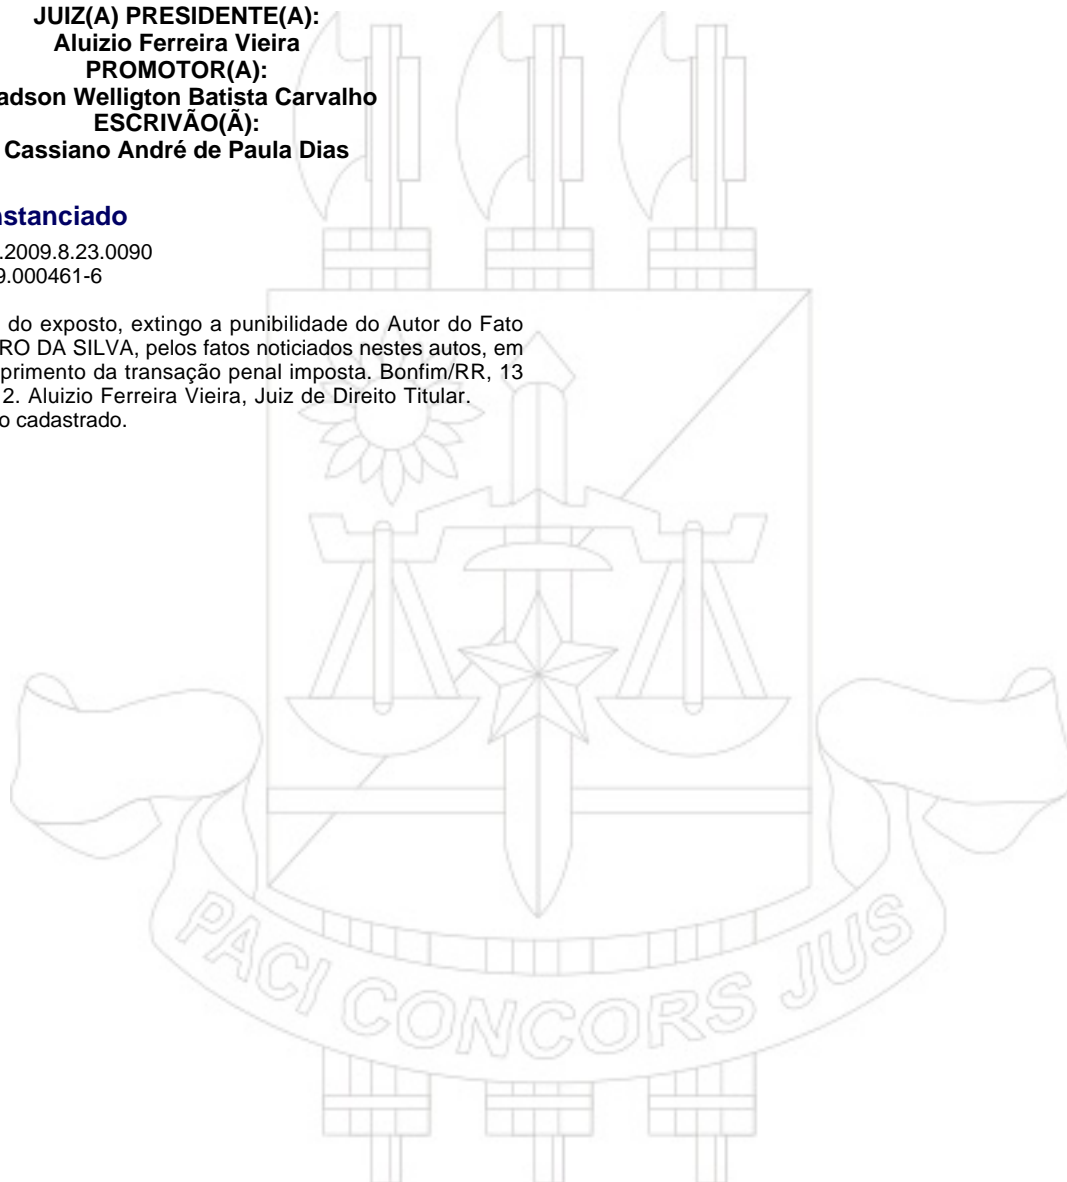 JUIZ(A) PRESIDENTE(A):
Aluizio Ferreira Vieira
PROMOTOR(A):
adson Welligton Batista Carvalho
ESCRIVÃO(Ã):
Cassiano André de Paula Dias
nstanciado
.2009.8.23.0090
9.000461-6
do exposto, extingo a punibilidade do Autor do Fato
RO DA SILVA, pelos fatos noticiados nestes autos, em
primento da transação penal imposta. Bonfim/RR, 13
2. Aluizio Ferreira Vieira, Juiz de Direito Titular.
o cadastrado.
PACI CONCORS JUS